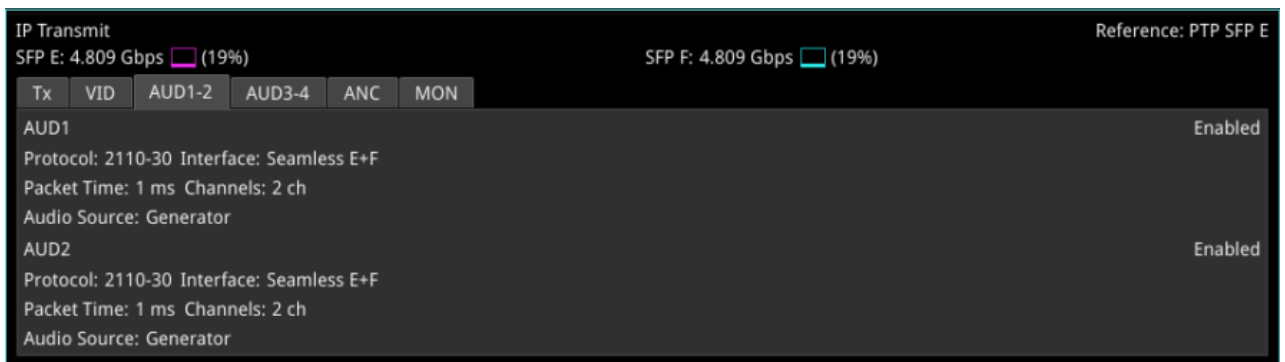 IP Transmit Reference: PTP SFP E
SFP E: 4.809 Gbps (19%) SFP F: 4.809 Gbps (19%)
Tx VID AUD1-2 AUD3-4 ANC MON
AUD1 Enabled
Protocol: 2110-30 Interface: Seamless E+F
Packet Time: 1 ms Channels: 2 ch
Audio Source: Generator
AUD2 Enabled
Protocol: 2110-30 Interface: Seamless E+F
Packet Time: 1 ms Channels: 2 ch
Audio Source: Generator